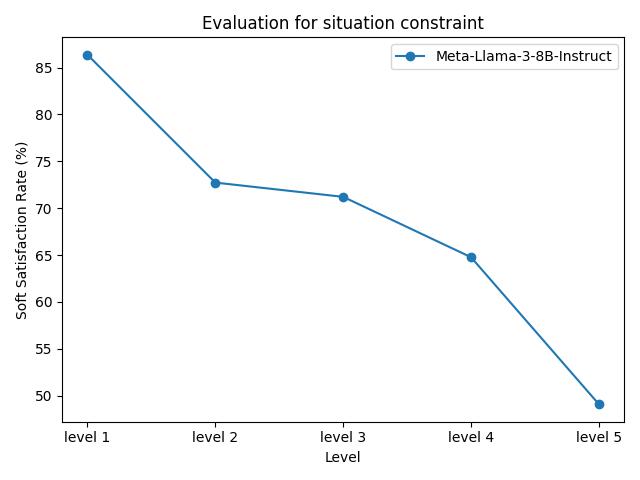 Evaluation for situation constraint
Meta-Llama-3-8B-Instruct
Soft Satisfaction Rate (%)
85
80
75
70
65
60
55
50
level 1 level 2 level 3 level 4 level 5
Level